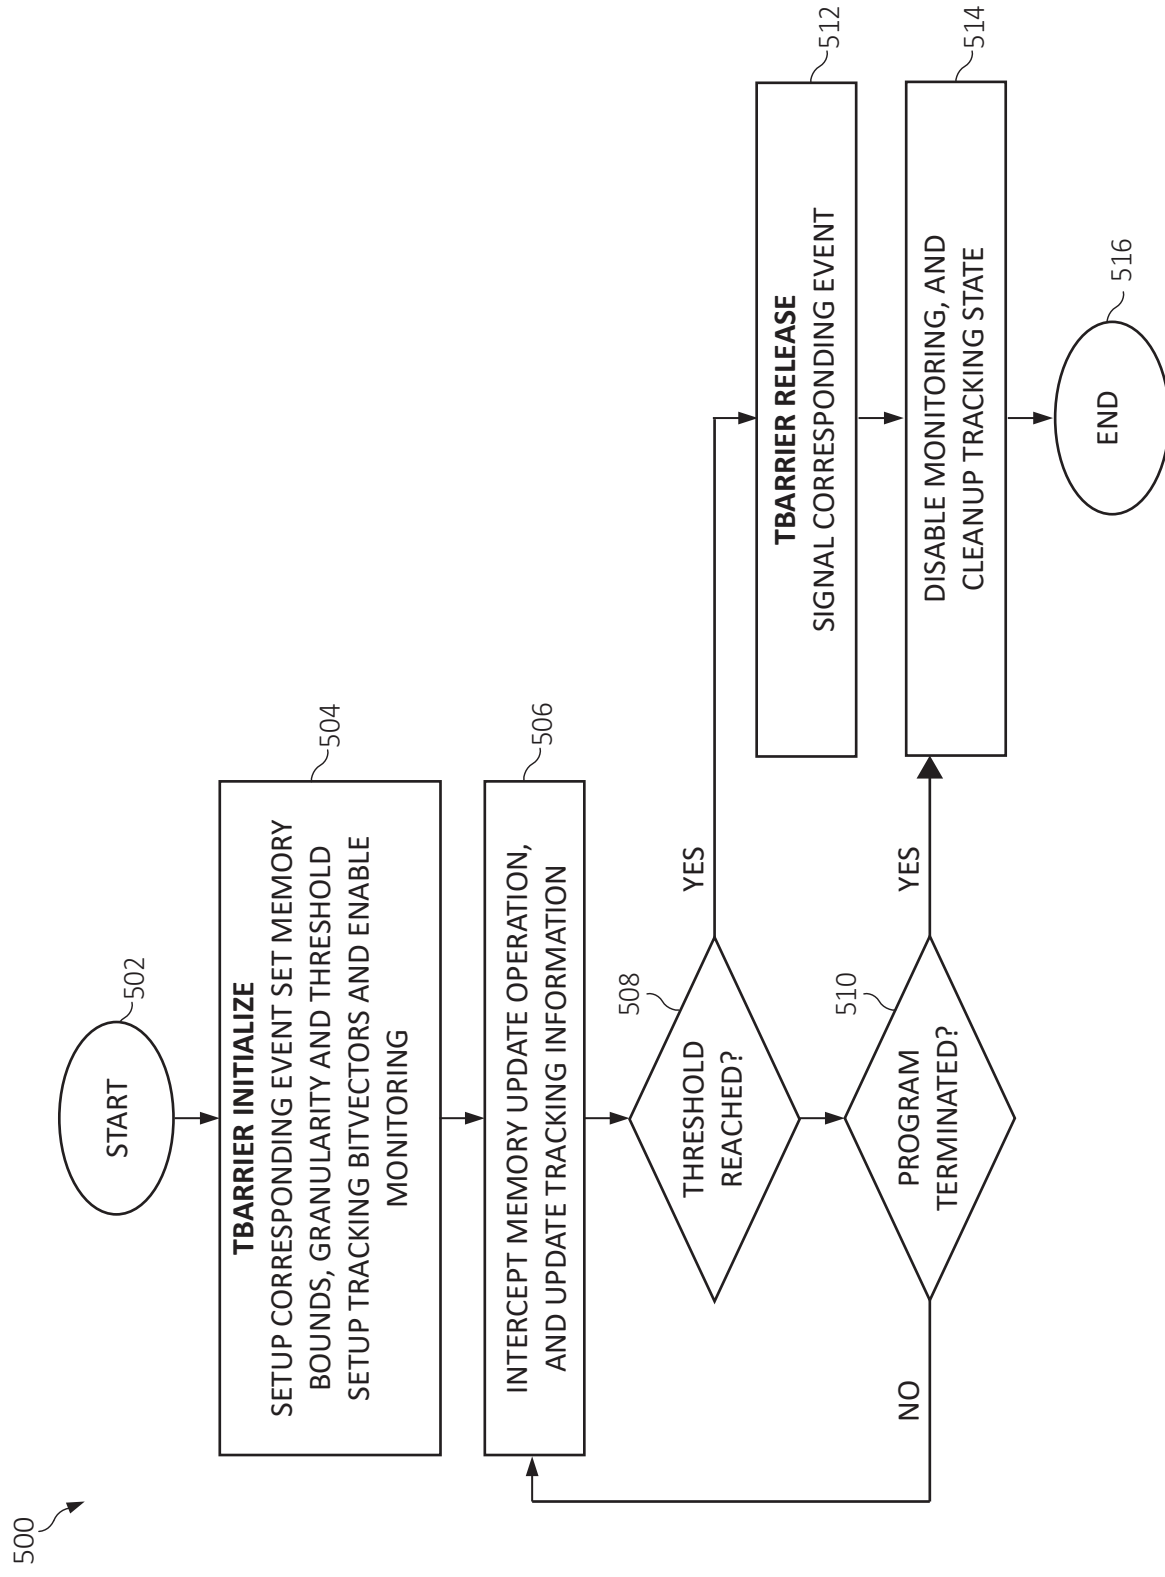 500
START
502
TBARRIER INITIALIZE
SETUP CORRESPONDING EVENT SET MEMORY
BOUNDS, GRANULARITY AND THRESHOLD
SETUP TRACKING BITVECTORS AND ENABLE
MONITORING
504
INTERCEPT MEMORY UPDATE OPERATION,
AND UPDATE TRACKING INFORMATION
506
THRESHOLD
REACHED?
508
YES
PROGRAM
TERMINATED?
510
NO
YES
TBARRIER RELEASE
SIGNAL CORRESPONDING EVENT
512
DISABLE MONITORING, AND
CLEANUP TRACKING STATE
514
END
516